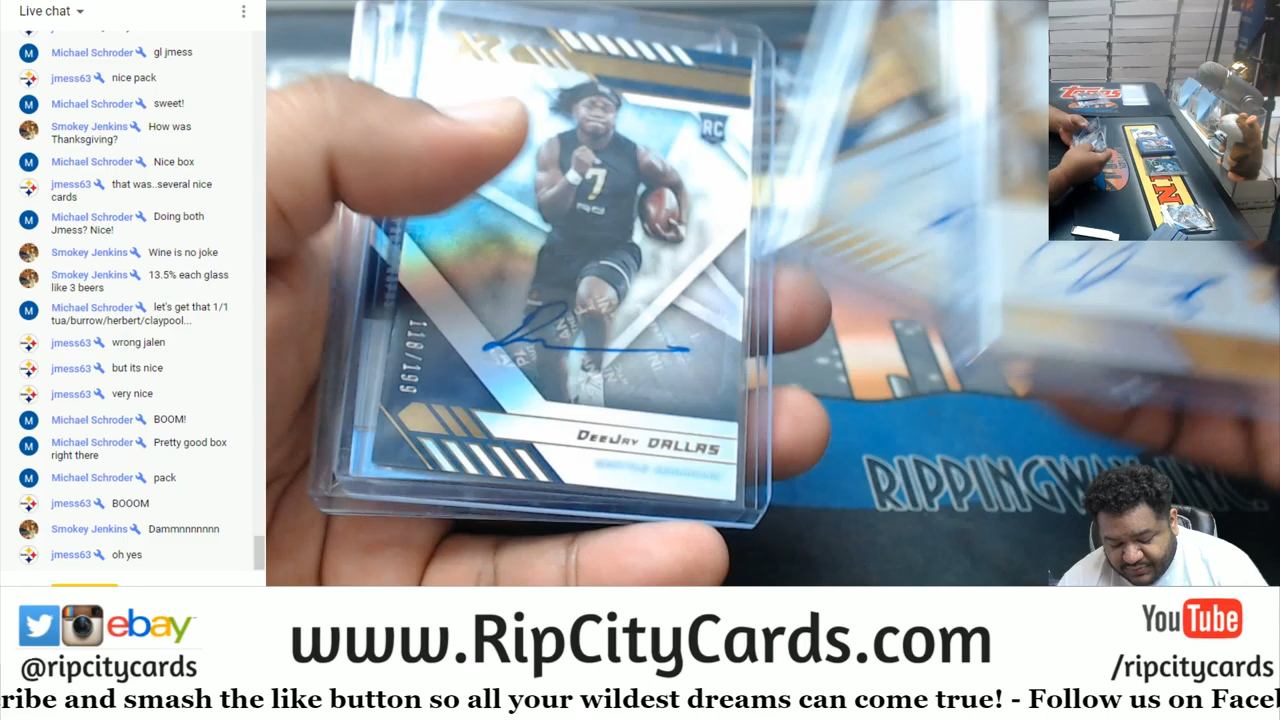 Live chat
Michael Schroder gl jmess
jmess63 nice pack
Michael Schroder sweet!
Smokey Jenkins How was
Thanksgiving?
Michael Schroder Nice box
jmess63 that was..several nice
cards
Michael Schroder Doing both
Jmess? Nice!
Smokey Jenkins Wine is no joke
Smokey Jenkins 13.5% each glass
like 3 beers
Michael Schroder let's get that 1/1
tua/burrow/herbert/claypool...
jmess63 wrong jalen
jmess63 but its nice
jmess63 very nice
Michael Schroder BOOM!
Michael Schroder Pretty good box
right there
Michael Schroder pack
jmess63 BOOOM
Smokey Jenkins Dammnnnnnnn
jmess63 oh yes
RC
7
118/199
DeeJay Dallas
Topps
RIPPINGWAX
ebay
@ripcitycards
www.RipCityCards.com
YouTube
/ripcitycards
ribe and smash the like button so all your wildest dreams can come true! - Follow us on Facel